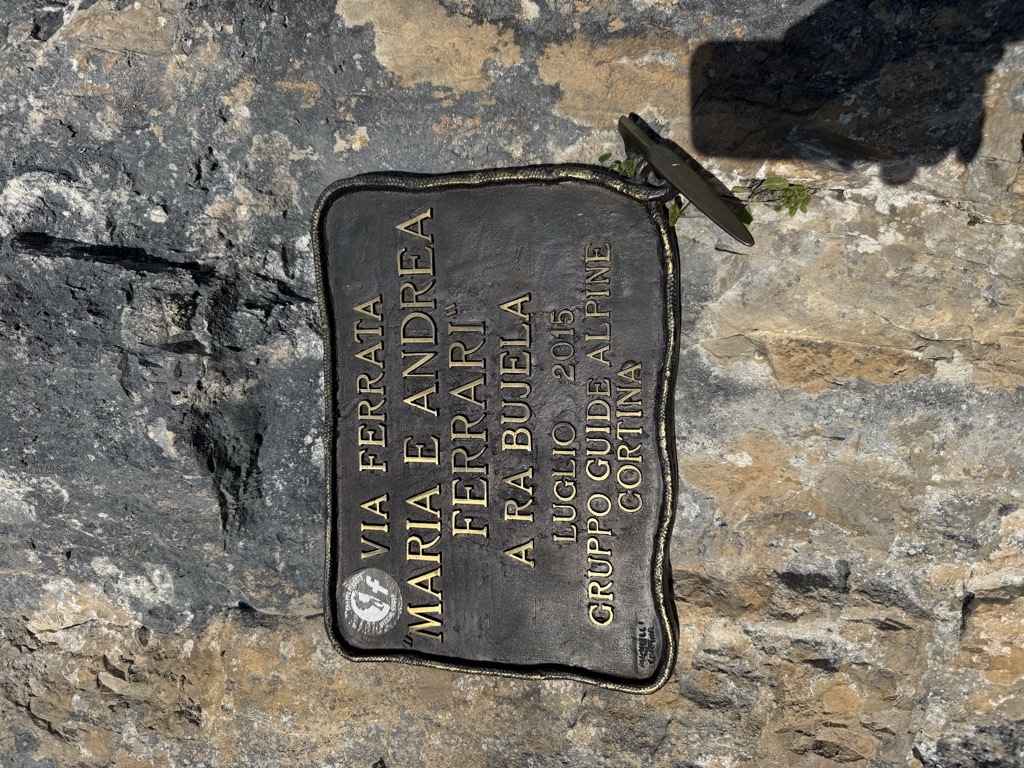 VIA FERRATA
"MARIA E ANDREA
FERRARI"
A RA BUJELA
LUGLIO 2015
GRUPPO GUIDE ALPINE
CORTINA